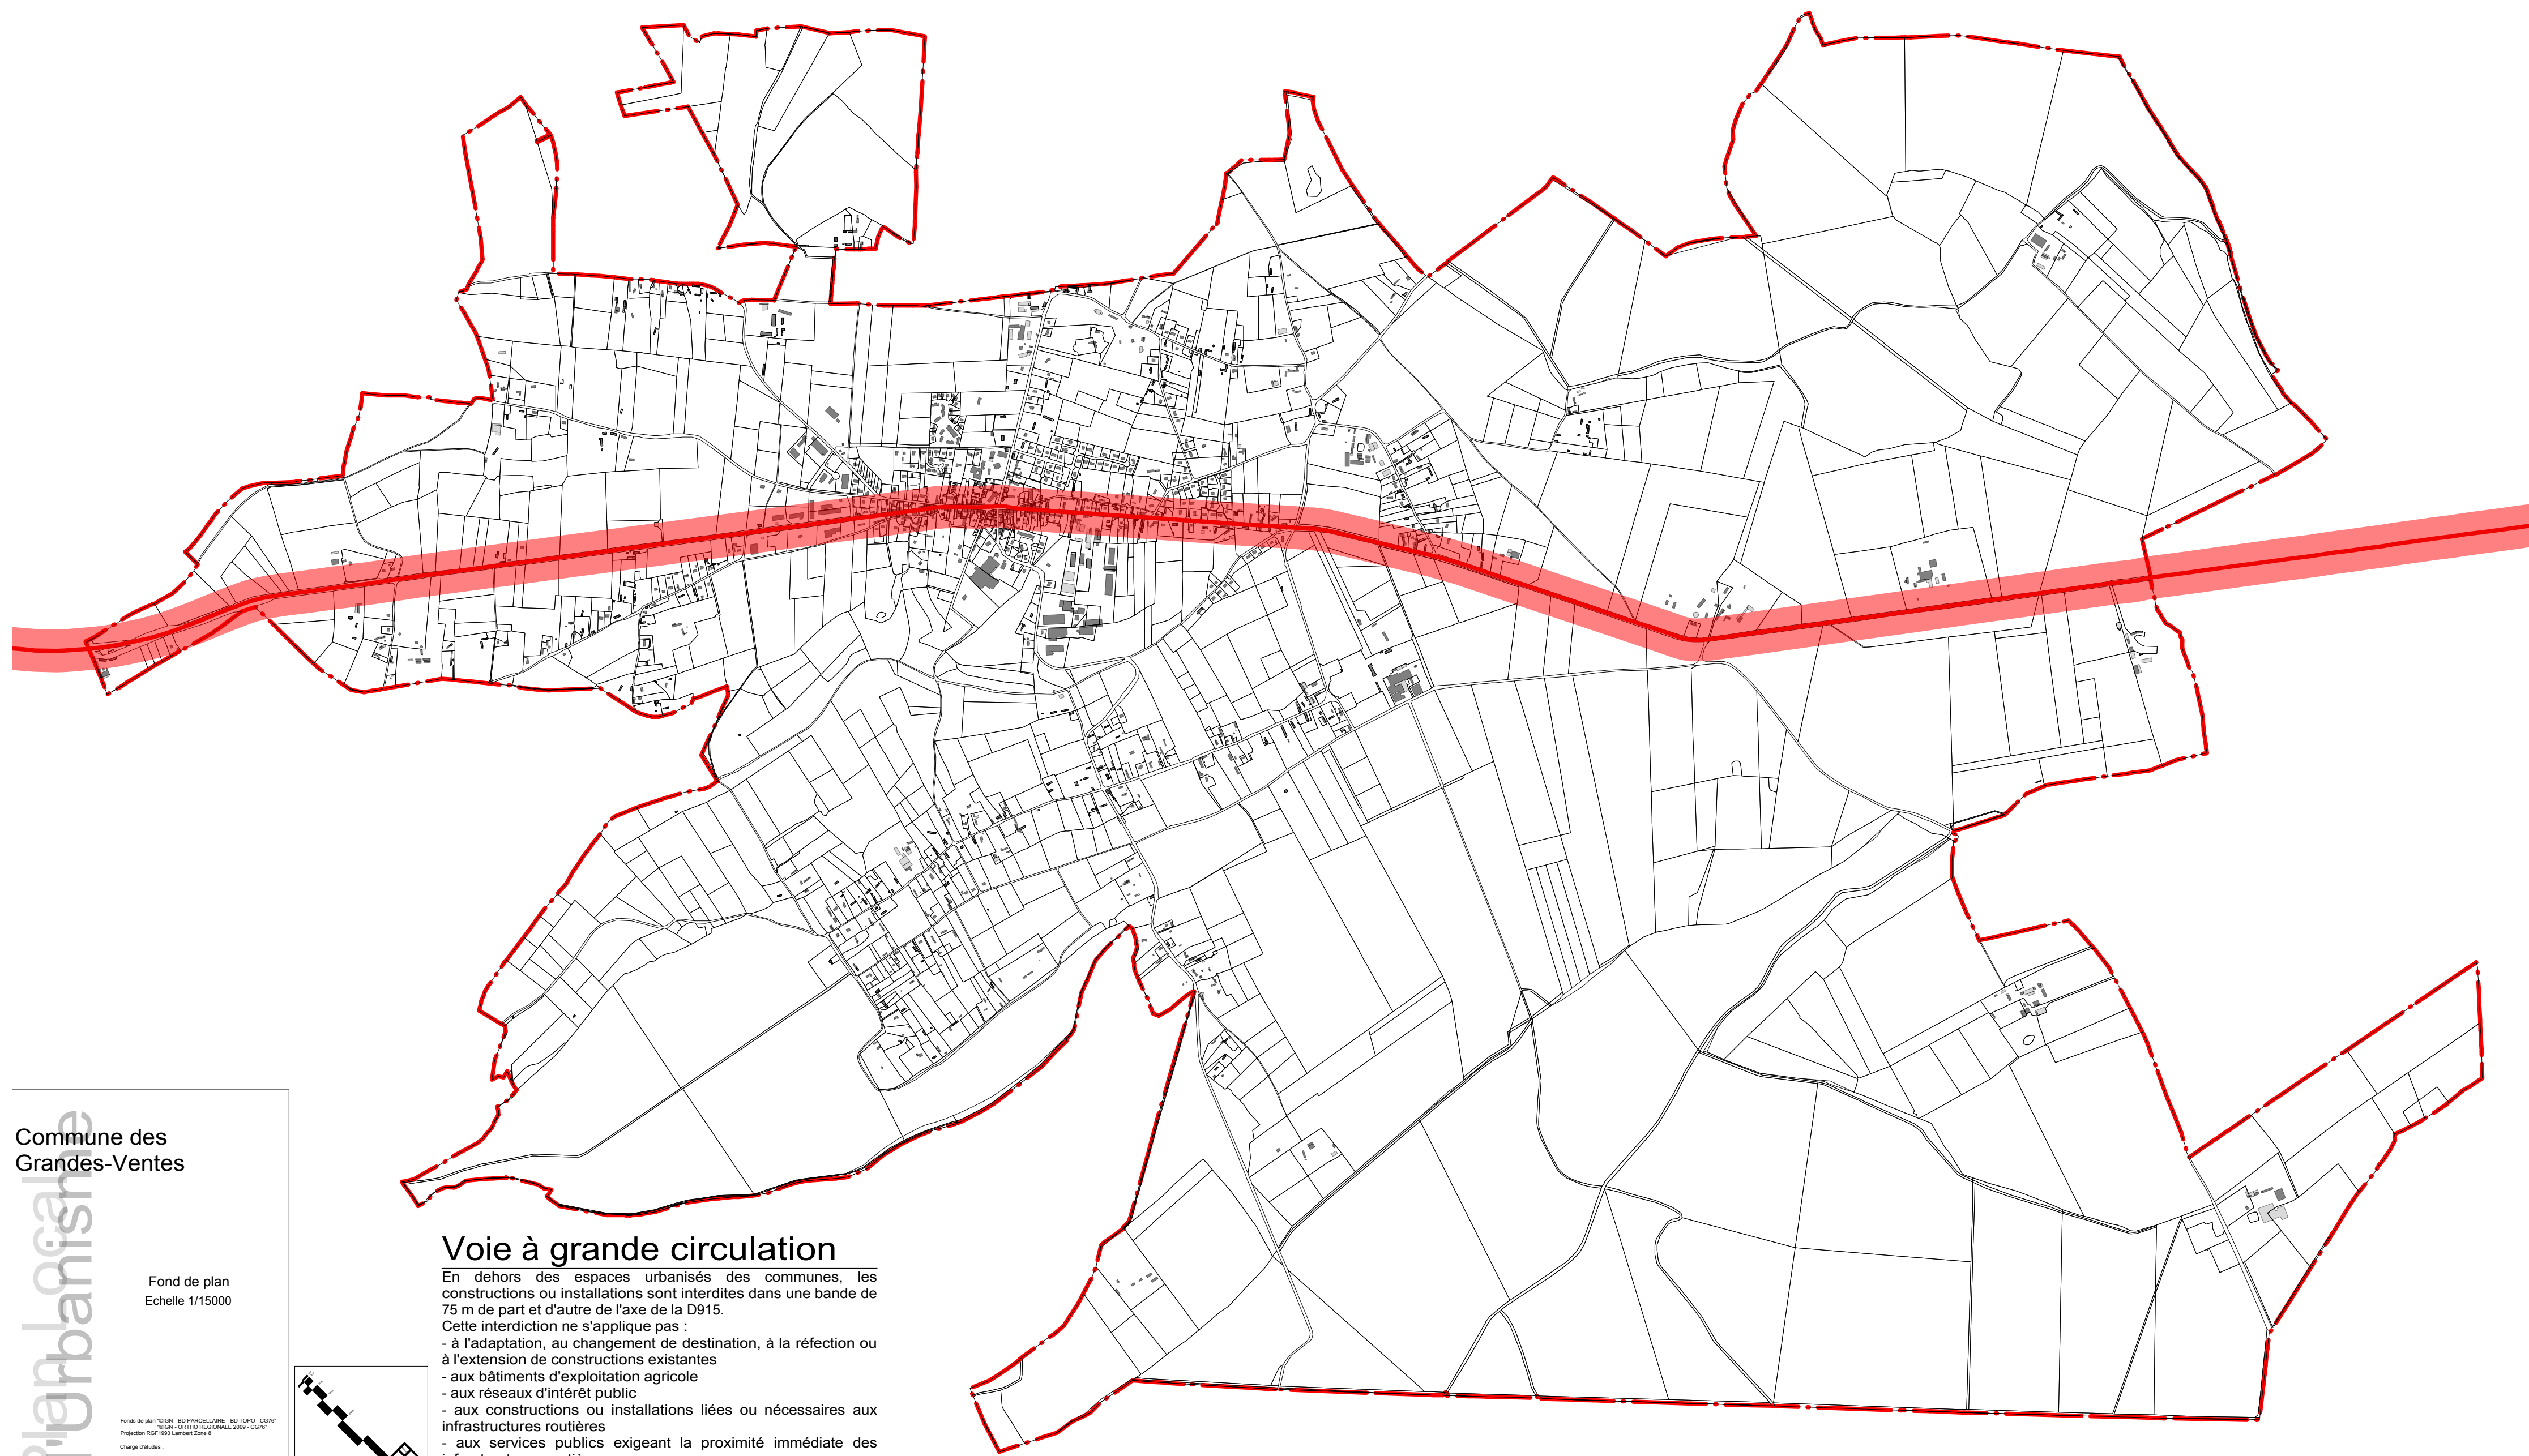 Commune des
Grandes-Ventes
Plan Local
d'Urbanisme
Fond de plan
Echelle 1/15000
Fonds de plan "©IGN - BD PARCELLAIRE - BD TOPO - CG76"
"©IGN - ORTHO REGIONALE 2009 - CG76"
Projection RGF1993 Lambert Zone 8
Chargé d'études :
Voie à grande circulation
En dehors des espaces urbanisés des communes, les
constructions ou installations sont interdites dans une bande de
75 m de part et d'autre de l'axe de la D915.
Cette interdiction ne s'applique pas :
- à l'adaptation, au changement de destination, à la réfection ou
à l'extension de constructions existantes
- aux bâtiments d'exploitation agricole
- aux réseaux d'intérêt public
- aux constructions ou installations liées ou nécessaires aux
infrastructures routières
- aux services publics exigeant la proximité immédiate des